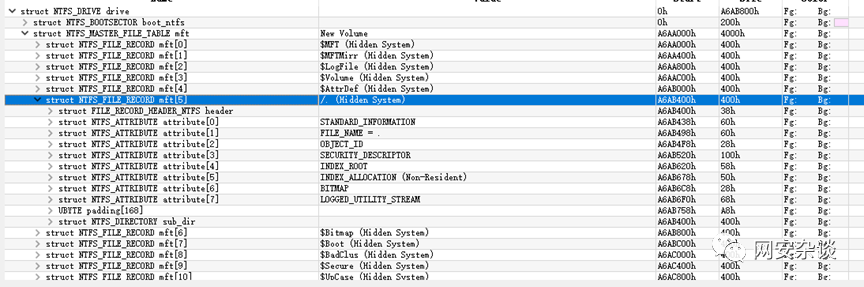 struct NTFS_DRIVE drive 0h A6AB800h Fg: Bg:
struct NTFS_BOOTSECTOR boot_ntfs 0h 200h Fg: Bg:
struct NTFS_MASTER_FILE_TABLE mft New Volume A6AA000h 4000h Fg: Bg:
struct NTFS_FILE_RECORD mft[0] $MFT (Hidden System) A6AA000h 400h Fg: Bg:
struct NTFS_FILE_RECORD mft[1] $MFTMirr (Hidden System) A6AA400h 400h Fg: Bg:
struct NTFS_FILE_RECORD mft[2] $LogFile (Hidden System) A6AA800h 400h Fg: Bg:
struct NTFS_FILE_RECORD mft[3] $Volume (Hidden System) A6AAC00h 400h Fg: Bg:
struct NTFS_FILE_RECORD mft[4] $AttrDef (Hidden System) A6AB000h 400h Fg: Bg:
struct NTFS_FILE_RECORD mft[5] /. (Hidden System) A6AB400h 400h Fg: Bg:
struct FILE_RECORD_HEADER_NTFS header A6AB400h 38h Fg: Bg:
struct NTFS_ATTRIBUTE attribute[0] STANDARD_INFORMATION A6AB438h 60h Fg: Bg:
struct NTFS_ATTRIBUTE attribute[1] FILE_NAME = . A6AB498h 60h Fg: Bg:
struct NTFS_ATTRIBUTE attribute[2] OBJECT_ID A6AB4F8h 28h Fg: Bg:
struct NTFS_ATTRIBUTE attribute[3] SECURITY_DESCRIPTOR A6AB520h 100h Fg: Bg:
struct NTFS_ATTRIBUTE attribute[4] INDEX_ROOT A6AB620h 58h Fg: Bg:
struct NTFS_ATTRIBUTE attribute[5] INDEX_ALLOCATION (Non-Resident) A6AB678h 50h Fg: Bg:
struct NTFS_ATTRIBUTE attribute[6] BITMAP A6AB6C8h 28h Fg: Bg:
struct NTFS_ATTRIBUTE attribute[7] LOGGED_UTILITY_STREAM A6AB6F0h 68h Fg: Bg:
UBYTE padding[168] A6AB758h A8h Fg: Bg:
struct NTFS_DIRECTORY sub_dir A6AB400h 400h Fg: Bg:
struct NTFS_FILE_RECORD mft[6] $Bitmap (Hidden System) A6AB800h 400h Fg: Bg:
struct NTFS_FILE_RECORD mft[7] $Boot (Hidden System) A6ABC00h 400h Fg: Bg:
struct NTFS_FILE_RECORD mft[8] $BadClus (Hidden System) A6AC000h 400h Fg: Bg:
struct NTFS_FILE_RECORD mft[9] $Secure (Hidden System) A6AC400h 400h Fg: Bg:
struct NTFS_FILE_RECORD mft[10] $UpCase (Hidden System) A6AC800h 400h Fg: Bg:
网安杂谈